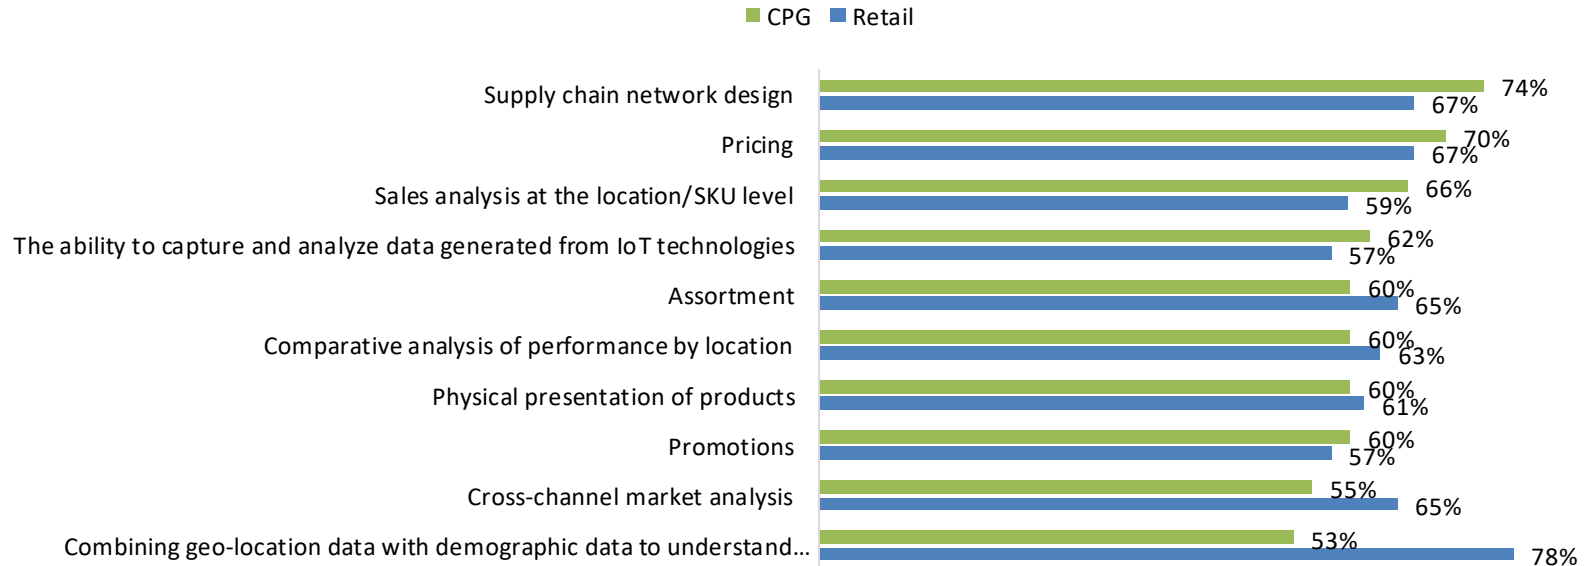 CPG Retail
Supply chain network design 74%
67%
Pricing 70%
67%
Sales analysis at the location/SKU level 66%
59%
The ability to capture and analyze data generated from IoT technologies 62%
57%
Assortment 60%
65%
Comparative analysis of performance by location 60%
63%
Physical presentation of products 60%
61%
Promotions 60%
57%
Cross-channel market analysis 55%
65%
Combining geo-location data with demographic data to understand... 53%
78%